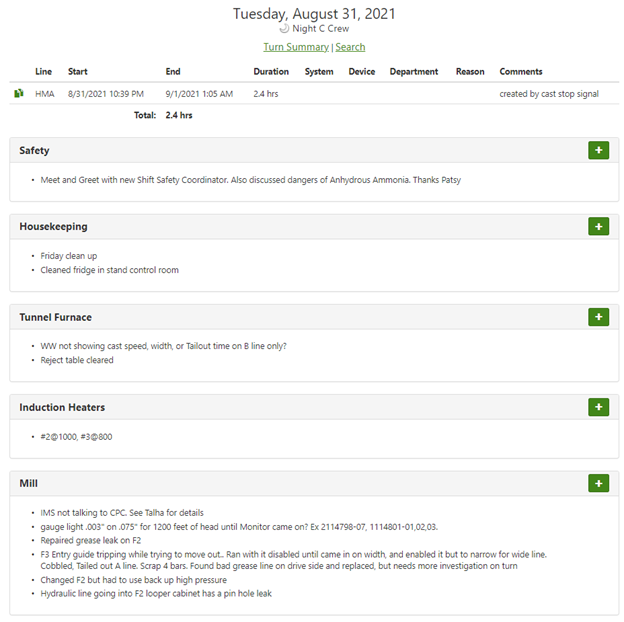 Tuesday, August 31, 2021
Night C Crew
Turn Summary | Search
Line Start End Duration System Device Department Reason Comments
HMA 8/31/2021 10:39 PM 9/1/2021 1:05 AM 2.4 hrs created by cast stop signal
Total: 2.4 hrs
Safety
+
• Meet and Greet with new Shift Safety Coordinator. Also discussed dangers of Anhydrous Ammonia. Thanks Patsy
Housekeeping
+
• Friday clean up
• Cleaned fridge in stand control room
Tunnel Furnace
+
• WW not showing cast speed, width, or Tailout time on B line only?
• Reject table cleared
Induction Heaters
+
• #2@1000, #3@800
Mill
+
• IMS not talking to CPC. See Talha for details
• gauge light .003" on .075" for 1200 feet of head until Monitor came on? Ex 2114798-07, 1114801-01,02,03.
• Repaired grease leak on F2
• F3 Entry guide tripping while trying to move out.. Ran with it disabled until came in on width, and enabled it but to narrow for wide line.
Cobbled, Tailed out A line. Scrap 4 bars. Found bad grease line on drive side and replaced, but needs more investigation on turn
• Changed F2 but had to use back up high pressure
• Hydraulic line going into F2 looper cabinet has a pin hole leak